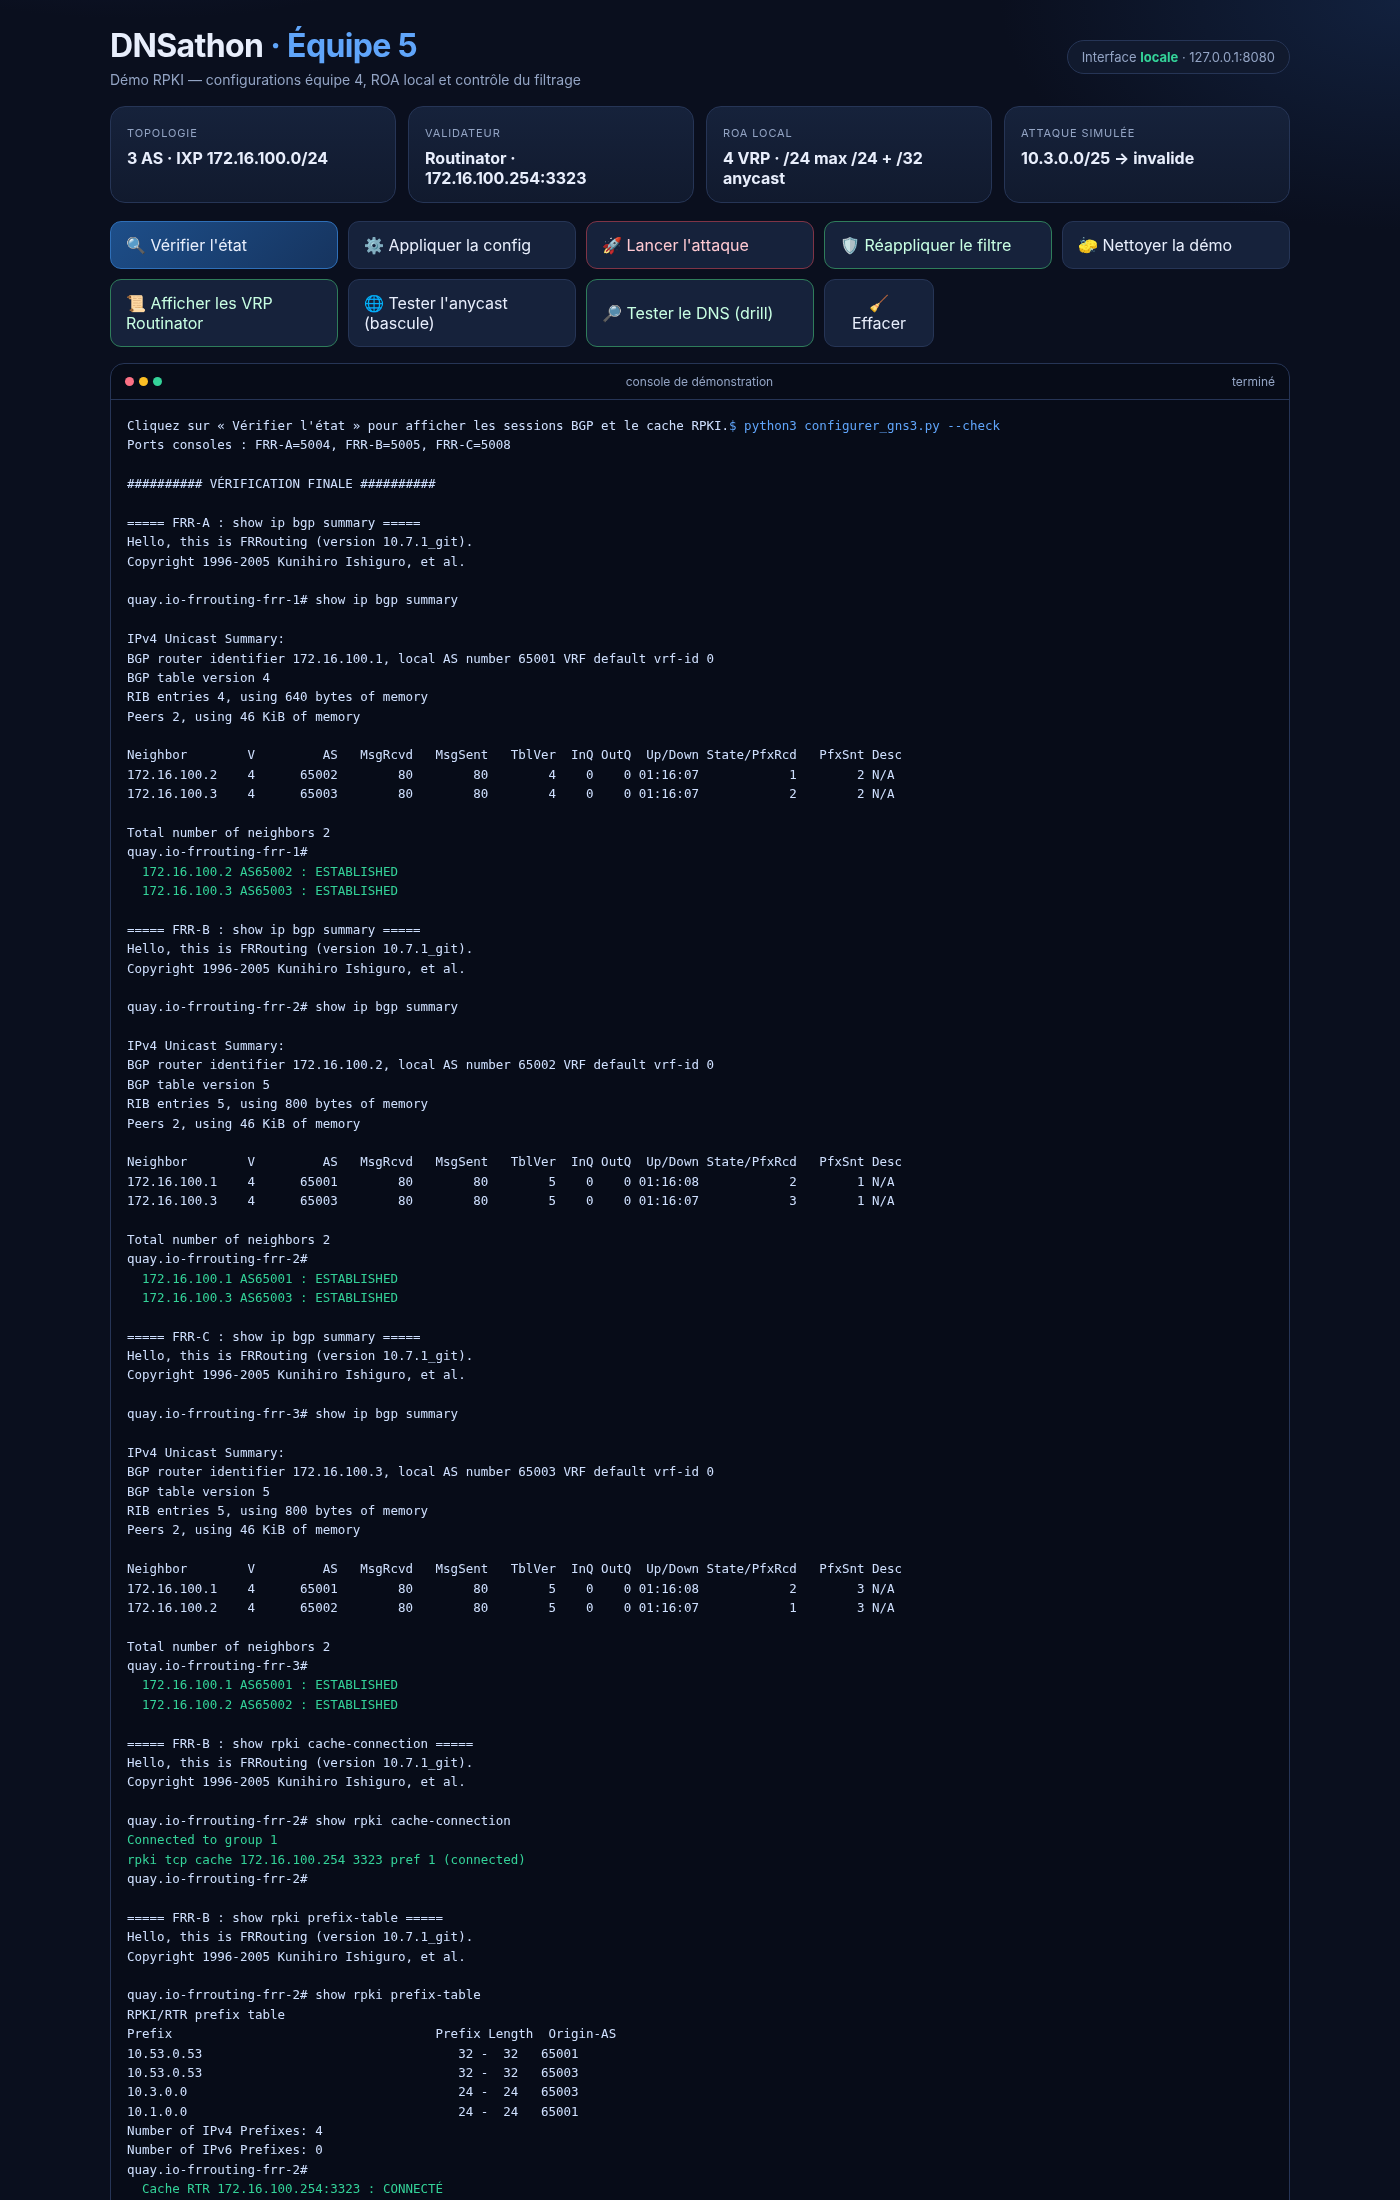 DNSathon · Équipe 5
Démo RPKI — configurations équipe 4, ROA local et contrôle du filtrage
Interface locale · 127.0.0.1:8080
TOPOLOGIE
3 AS · IXP 172.16.100.0/24
VALIDATEUR
Routinator ·
172.16.100.254:3323
ROA LOCAL
4 VRP · /24 max /24 + /32
anycast
ATTAQUE SIMULÉE
10.3.0.0/25 → invalide
🔍 Vérifier l'état
⚙️ Appliquer la config
🚀 Lancer l'attaque
🛡️ Réappliquer le filtre
🧽 Nettoyer la démo
📜 Afficher les VRP
Routinator
🌐 Tester l'anycast
(bascule)
🔎 Tester le DNS (drill)
🧹
Effacer
console de démonstration
terminé
Cliquez sur « Vérifier l'état » pour afficher les sessions BGP et le cache RPKI.$ python3 configurer_gns3.py --check
Ports consoles : FRR-A=5004, FRR-B=5005, FRR-C=5008
########## VÉRIFICATION FINALE ##########
===== FRR-A : show ip bgp summary =====
Hello, this is FRRouting (version 10.7.1_git).
Copyright 1996-2005 Kunihiro Ishiguro, et al.
quay.io-frrouting-frr-1# show ip bgp summary
IPv4 Unicast Summary:
BGP router identifier 172.16.100.1, local AS number 65001 VRF default vrf-id 0
BGP table version 4
RIB entries 4, using 640 bytes of memory
Peers 2, using 46 KiB of memory
Neighbor        V         AS   MsgRcvd   MsgSent   TblVer  InQ OutQ  Up/Down State/PfxRcd   PfxSnt Desc
172.16.100.2    4      65002        80        80        4    0    0 01:16:07            1        2 N/A
172.16.100.3    4      65003        80        80        4    0    0 01:16:07            2        2 N/A
Total number of neighbors 2
quay.io-frrouting-frr-1#
172.16.100.2 AS65002 : ESTABLISHED
172.16.100.3 AS65003 : ESTABLISHED
===== FRR-B : show ip bgp summary =====
Hello, this is FRRouting (version 10.7.1_git).
Copyright 1996-2005 Kunihiro Ishiguro, et al.
quay.io-frrouting-frr-2# show ip bgp summary
IPv4 Unicast Summary:
BGP router identifier 172.16.100.2, local AS number 65002 VRF default vrf-id 0
BGP table version 5
RIB entries 5, using 800 bytes of memory
Peers 2, using 46 KiB of memory
Neighbor        V         AS   MsgRcvd   MsgSent   TblVer  InQ OutQ  Up/Down State/PfxRcd   PfxSnt Desc
172.16.100.1    4      65001        80        80        5    0    0 01:16:08            2        1 N/A
172.16.100.3    4      65003        80        80        5    0    0 01:16:07            3        1 N/A
Total number of neighbors 2
quay.io-frrouting-frr-2#
172.16.100.1 AS65001 : ESTABLISHED
172.16.100.3 AS65003 : ESTABLISHED
===== FRR-C : show ip bgp summary =====
Hello, this is FRRouting (version 10.7.1_git).
Copyright 1996-2005 Kunihiro Ishiguro, et al.
quay.io-frrouting-frr-3# show ip bgp summary
IPv4 Unicast Summary:
BGP router identifier 172.16.100.3, local AS number 65003 VRF default vrf-id 0
BGP table version 5
RIB entries 5, using 800 bytes of memory
Peers 2, using 46 KiB of memory
Neighbor        V         AS   MsgRcvd   MsgSent   TblVer  InQ OutQ  Up/Down State/PfxRcd   PfxSnt Desc
172.16.100.1    4      65001        80        80        5    0    0 01:16:08            2        3 N/A
172.16.100.2    4      65002        80        80        5    0    0 01:16:07            1        3 N/A
Total number of neighbors 2
quay.io-frrouting-frr-3#
172.16.100.1 AS65001 : ESTABLISHED
172.16.100.2 AS65002 : ESTABLISHED
===== FRR-B : show rpki cache-connection =====
Hello, this is FRRouting (version 10.7.1_git).
Copyright 1996-2005 Kunihiro Ishiguro, et al.
quay.io-frrouting-frr-2# show rpki cache-connection
Connected to group 1
rpki tcp cache 172.16.100.254 3323 pref 1 (connected)
quay.io-frrouting-frr-2#
===== FRR-B : show rpki prefix-table =====
Hello, this is FRRouting (version 10.7.1_git).
Copyright 1996-2005 Kunihiro Ishiguro, et al.
quay.io-frrouting-frr-2# show rpki prefix-table
RPKI/RTR prefix table
Prefix                                   Prefix Length  Origin-AS
10.53.0.53                                  32 -  32   65001
10.53.0.53                                  32 -  32   65003
10.3.0.0                                    24 -  24   65003
10.1.0.0                                    24 -  24   65001
Number of IPv4 Prefixes: 4
Number of IPv6 Prefixes: 0
quay.io-frrouting-frr-2#
Cache RTR 172.16.100.254:3323 : CONNECTÉ